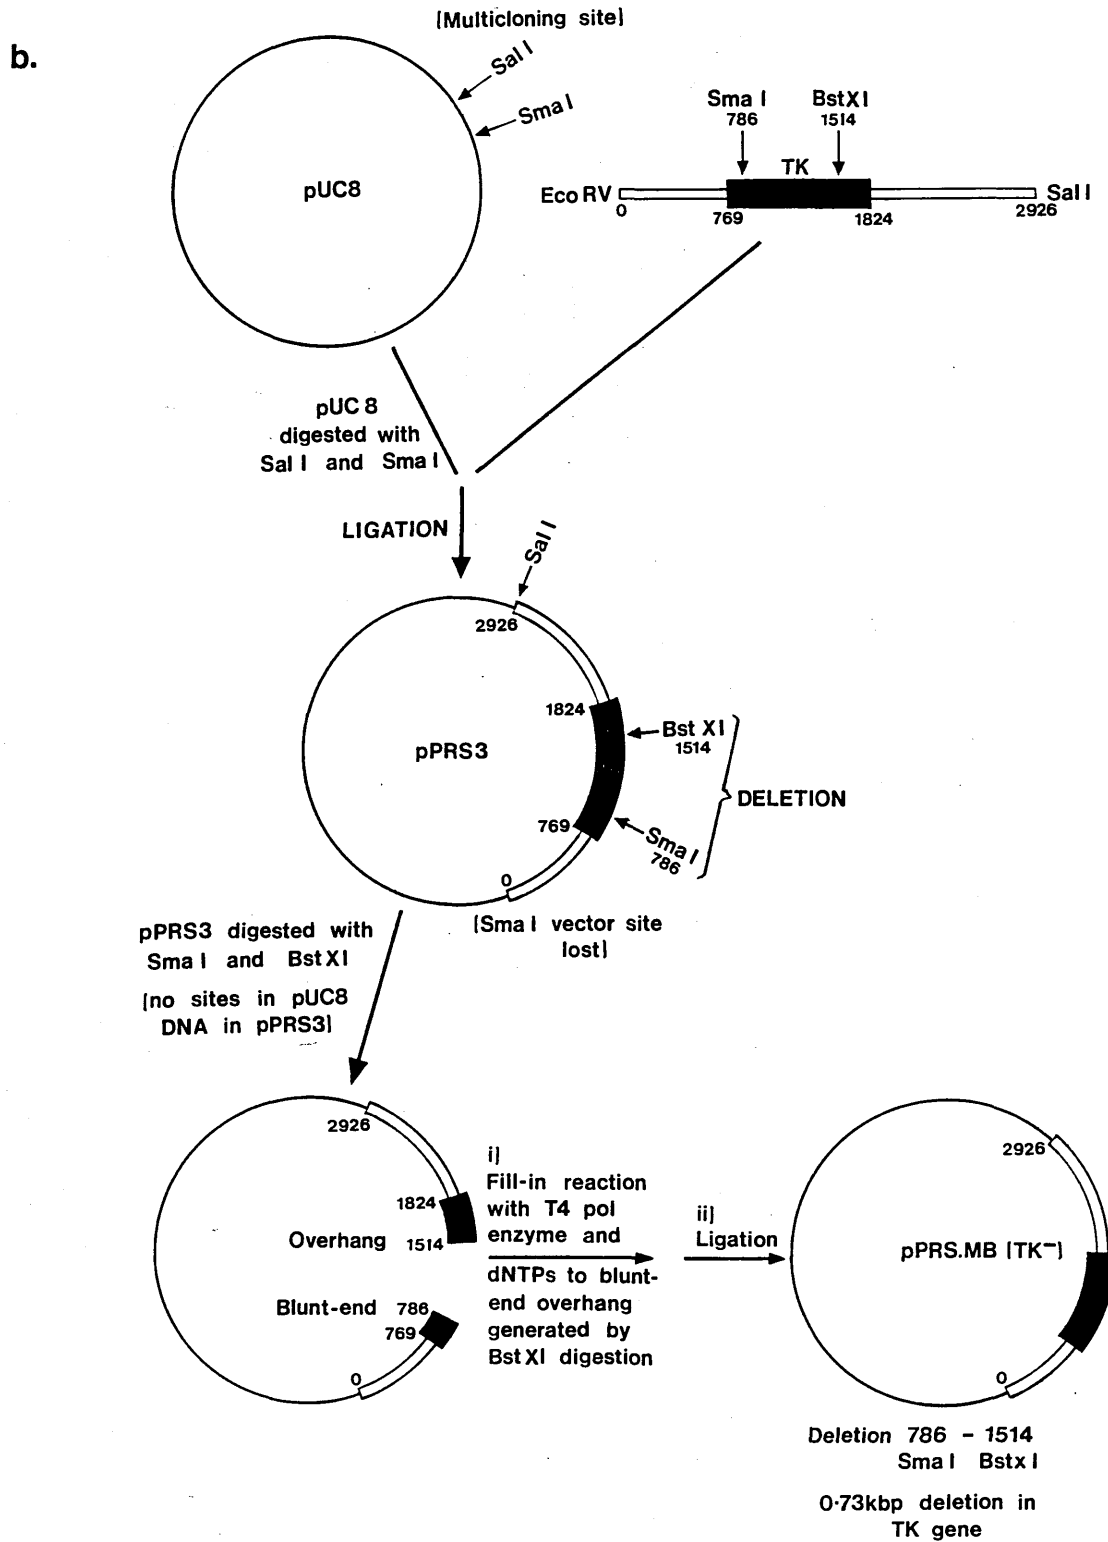 b.
[Multicloning site]
Sal I
Sma I
pUC8
Sma I
786
BstXI
1514
TK
Eco RV
Sal I
0
769
1824
2926
pUC 8
digested with
Sal I and Sma I
LIGATION
Sal I
2926
1824
Bst XI
1514
pPRS3
DELETION
769
Sma I
786
0
[Sma I vector site
lost]
pPRS3 digested with
Sma I and BstXI
[no sites in pUC8
DNA in pPRS3]
2926
1824
Overhang 1514
Blunt-end 786
769
0
i]
Fill-in reaction
with T4 pol
enzyme and
dNTPs to blunt-
end overhang
generated by
BstXI digestion
ii]
Ligation
2926
pPRS.MB [TK⁻]
0
Deletion 786 - 1514
Sma I Bstx I
0·73kbp deletion in
TK gene